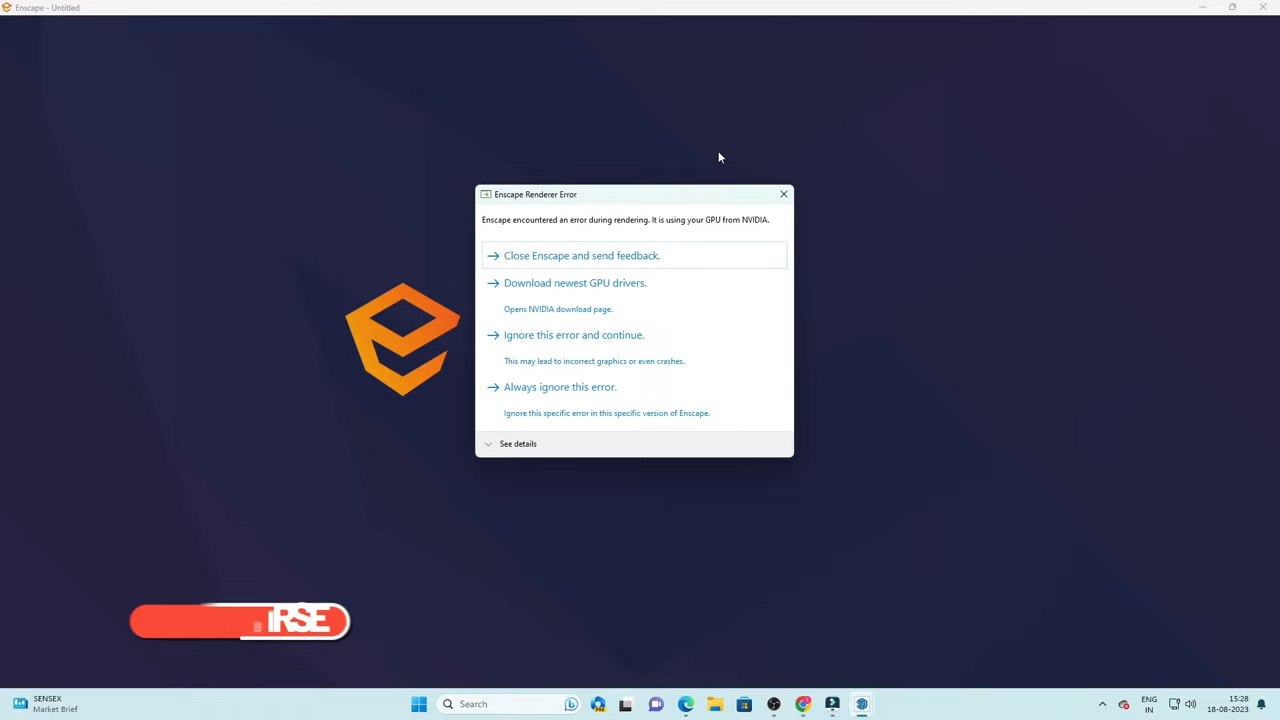 Enscape - Untitled
Enscape Renderer Error
Enscape encountered an error during rendering. It is using your GPU from NVIDIA.
Close Enscape and send feedback.
Download newest GPU drivers.
Opens NVIDIA download page.
Ignore this error and continue.
This may lead to incorrect graphics or even crashes.
Always ignore this error.
Ignore this specific error in this specific version of Enscape.
See details
SENSEX
Market Brief
Search
ENG
IN
15:28
18-08-2023